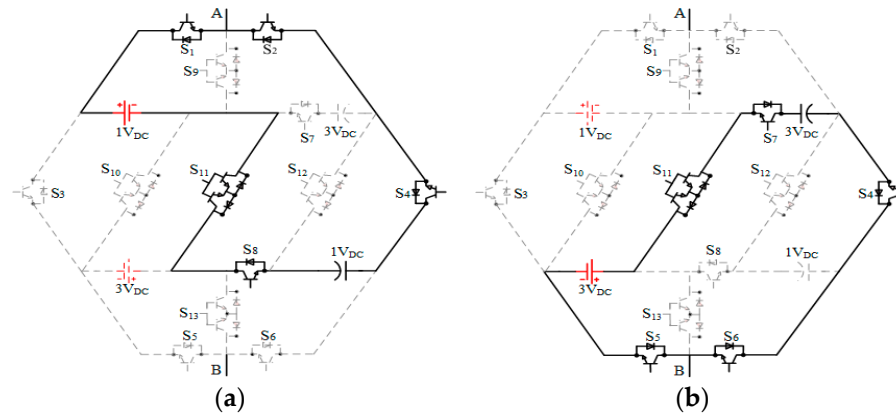 A
S1 S2
S9
+ -
1VDC
S7
3VDC
S10
S11
S12
S3
S4
S8
1VDC
- +
3VDC
S13
S5 S6
B
(a)
A
S1 S2
S9
+ -
1VDC
S7
3VDC
S10
S11
S12
S3
S4
S8
1VDC
- +
3VDC
S13
S5 S6
B
(b)